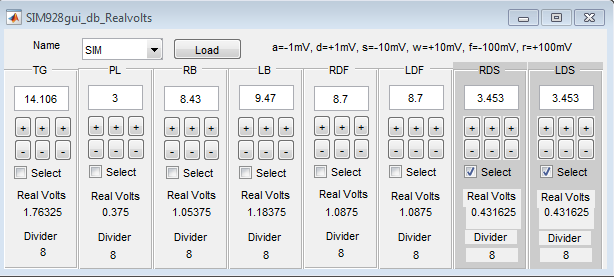 SIM928gui_db_Realvolts
Name SIM Load a=-1mV, d=+1mV, s=-10mV, w=+10mV, f=-100mV, r=+100mV
TG PL RB LB RDF LDF RDS LDS
14.106 3 8.43 9.47 8.7 8.7 3.453 3.453
+ + + + + + + + + + + + + + + + + + + + + + + +
- - - - - - - - - - - - - - - - - - - - - - - -
Select Select Select Select Select Select Select Select
Real Volts Real Volts Real Volts Real Volts Real Volts Real Volts Real Volts Real Volts
1.76325 0.375 1.05375 1.18375 1.0875 1.0875 0.431625 0.431625
Divider Divider Divider Divider Divider Divider Divider Divider
8 8 8 8 8 8 8 8